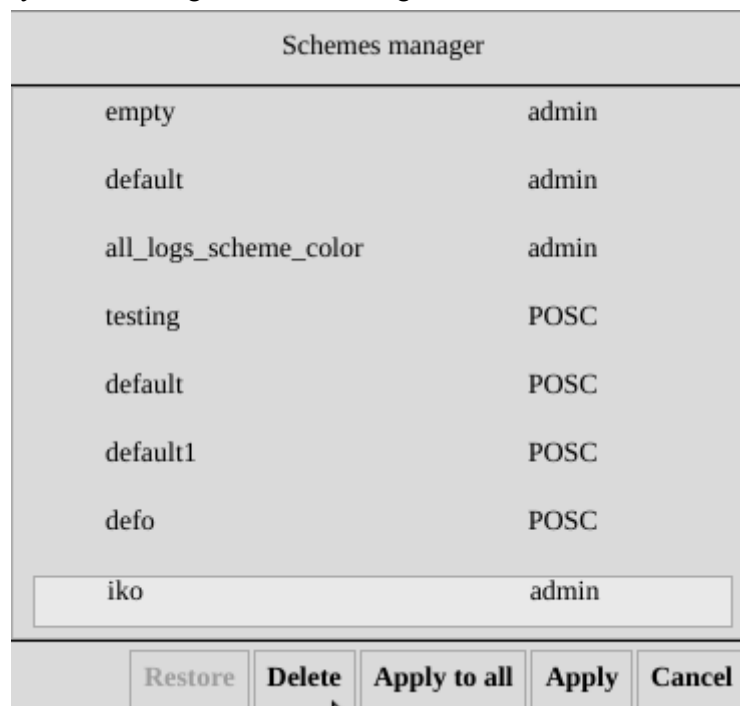 Schemes manager
empty admin
default admin
all_logs_scheme_color admin
testing POSC
default POSC
default1 POSC
defo POSC
iko admin
Restore Delete Apply to all Apply Cancel